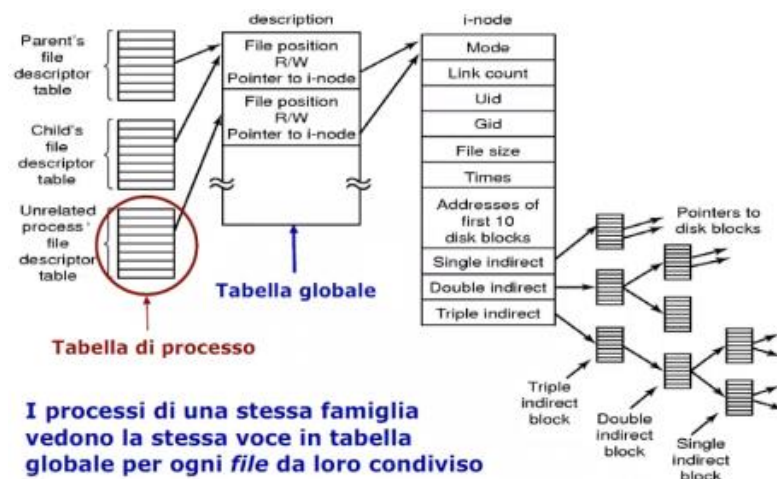 description
i-node
Parent's
file
descriptor
table
File position
R/W
Pointer to i-node
File position
R/W
Pointer to i-node
Child's
file
descriptor
table
Unrelated
process'
file
descriptor
table
Mode
Link count
Uid
Gid
File size
Times
Addresses of
first 10
disk blocks
Single indirect
Double indirect
Triple indirect
Pointers to
disk blocks
Tabella globale
Tabella di processo
Triple
indirect
block
Double
indirect
block
Single
indirect
block
I processi di una stessa famiglia
vedono la stessa voce in tabella
globale per ogni file da loro condiviso